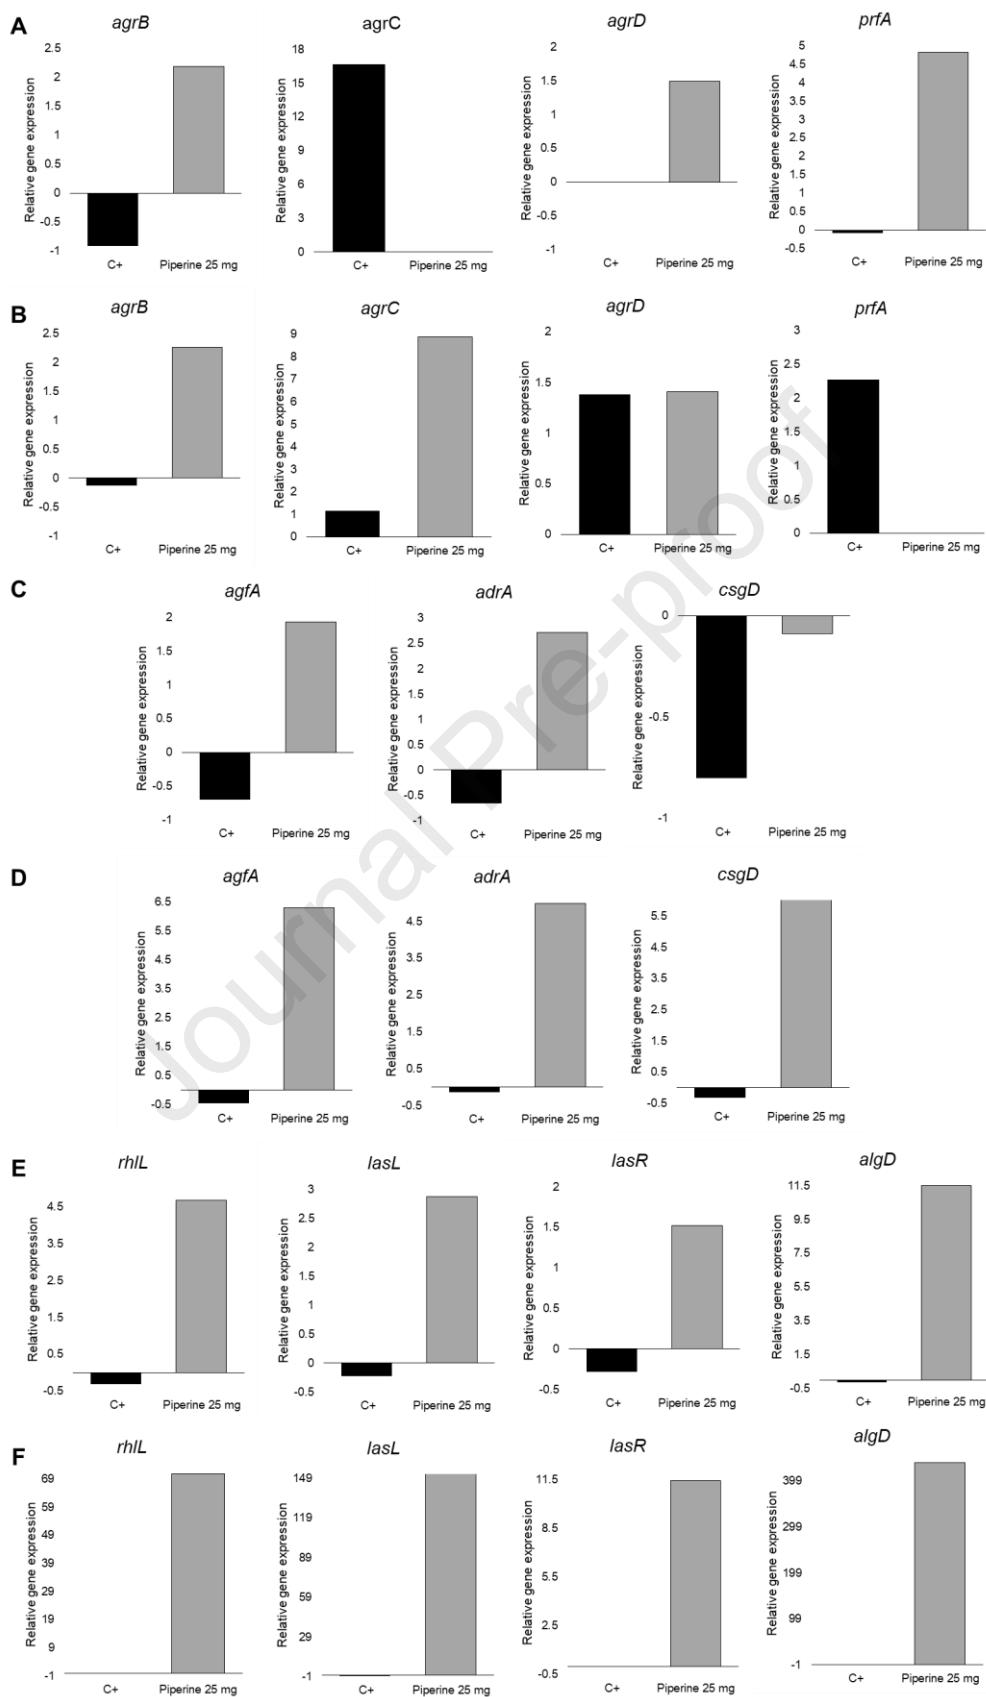 A
agrB
agrC
agrD
prfA
Relative gene expression
2.5
2
1.5
1
0.5
0
-0.5
-1
C+ Piperine 25 mg
Relative gene expression
18
15
12
9
6
3
0
C+ Piperine 25 mg
Relative gene expression
2
1.5
1
0.5
0
-0.5
-1
C+ Piperine 25 mg
Relative gene expression
5
4.5
4
3.5
3
2.5
2
1.5
1
0.5
0
-0.5
C+ Piperine 25 mg
B
agrB
agrC
agrD
prfA
Relative gene expression
2.5
2
1.5
1
0.5
0
-0.5
-1
C+ Piperine 25 mg
Relative gene expression
9
8
7
6
5
4
3
2
1
0
C+ Piperine 25 mg
Relative gene expression
2
1.5
1
0.5
0
C+ Piperine 25 mg
Relative gene expression
3
2.5
2
1.5
1
0.5
0
C+ Piperine 25 mg
C
agfA
adrA
csgD
Relative gene expression
2
1.5
1
0.5
0
-0.5
-1
C+ Piperine 25 mg
Relative gene expression
3
2.5
2
1.5
1
0.5
0
-0.5
-1
C+ Piperine 25 mg
Relative gene expression
0
-0.5
-1
C+ Piperine 25 mg
D
agfA
adrA
csgD
Relative gene expression
6.5
5.5
4.5
3.5
2.5
1.5
0.5
-0.5
C+ Piperine 25 mg
Relative gene expression
4.5
3.5
2.5
1.5
0.5
-0.5
C+ Piperine 25 mg
Relative gene expression
5.5
4.5
3.5
2.5
1.5
0.5
-0.5
C+ Piperine 25 mg
E
rhlL
lasL
lasR
algD
Relative gene expression
4.5
3.5
2.5
1.5
0.5
-0.5
C+ Piperine 25 mg
Relative gene expression
3
2.5
2
1.5
1
0.5
0
-0.5
C+ Piperine 25 mg
Relative gene expression
2
1.5
1
0.5
0
-0.5
C+ Piperine 25 mg
Relative gene expression
11.5
9.5
7.5
5.5
3.5
1.5
-0.5
C+ Piperine 25 mg
F
rhlL
lasL
lasR
algD
Relative gene expression
69
59
49
39
29
19
9
-1
C+ Piperine 25 mg
Relative gene expression
149
119
89
59
29
-1
C+ Piperine 25 mg
Relative gene expression
11.5
8.5
5.5
2.5
-0.5
C+ Piperine 25 mg
Relative gene expression
399
299
199
99
-1
C+ Piperine 25 mg
Journal Pre-proof